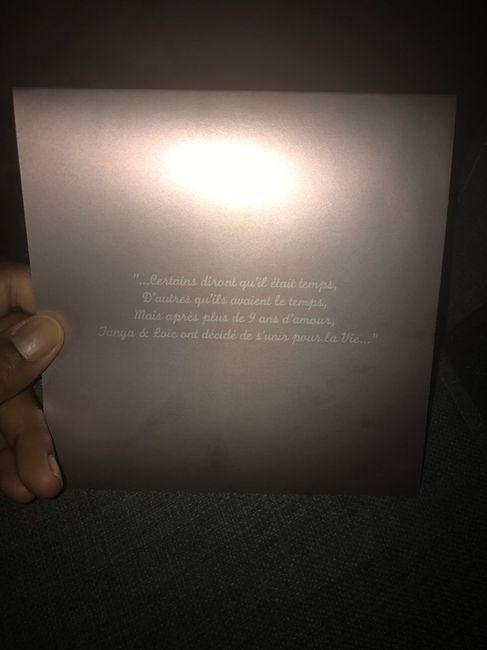 "...Certains diront qu'il était temps,
D'autres qu'ils avaient le temps,
Mais après plus de 9 ans d'amour,
Tanya & Loïc ont décidé de s'unir pour la Vie..."